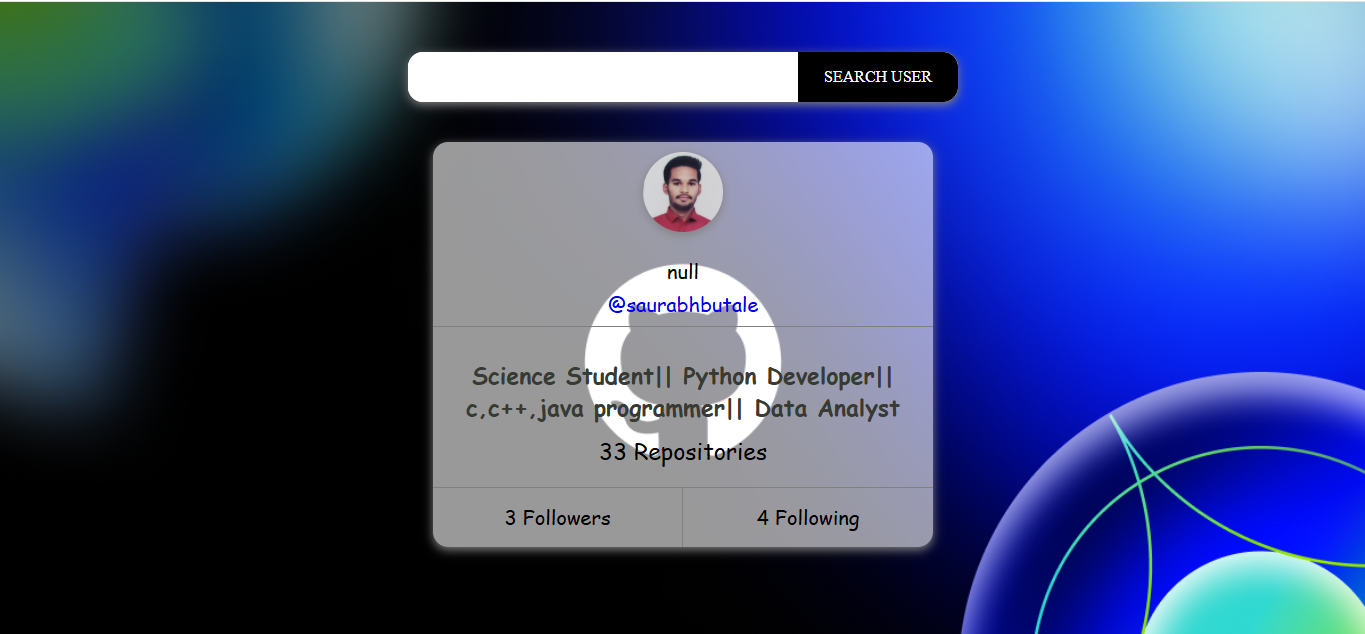 SEARCH USER
null
@saurabhbutale
Science Student|| Python Developer||
c,c++,java programmer|| Data Analyst
33 Repositories
3 Followers
4 Following